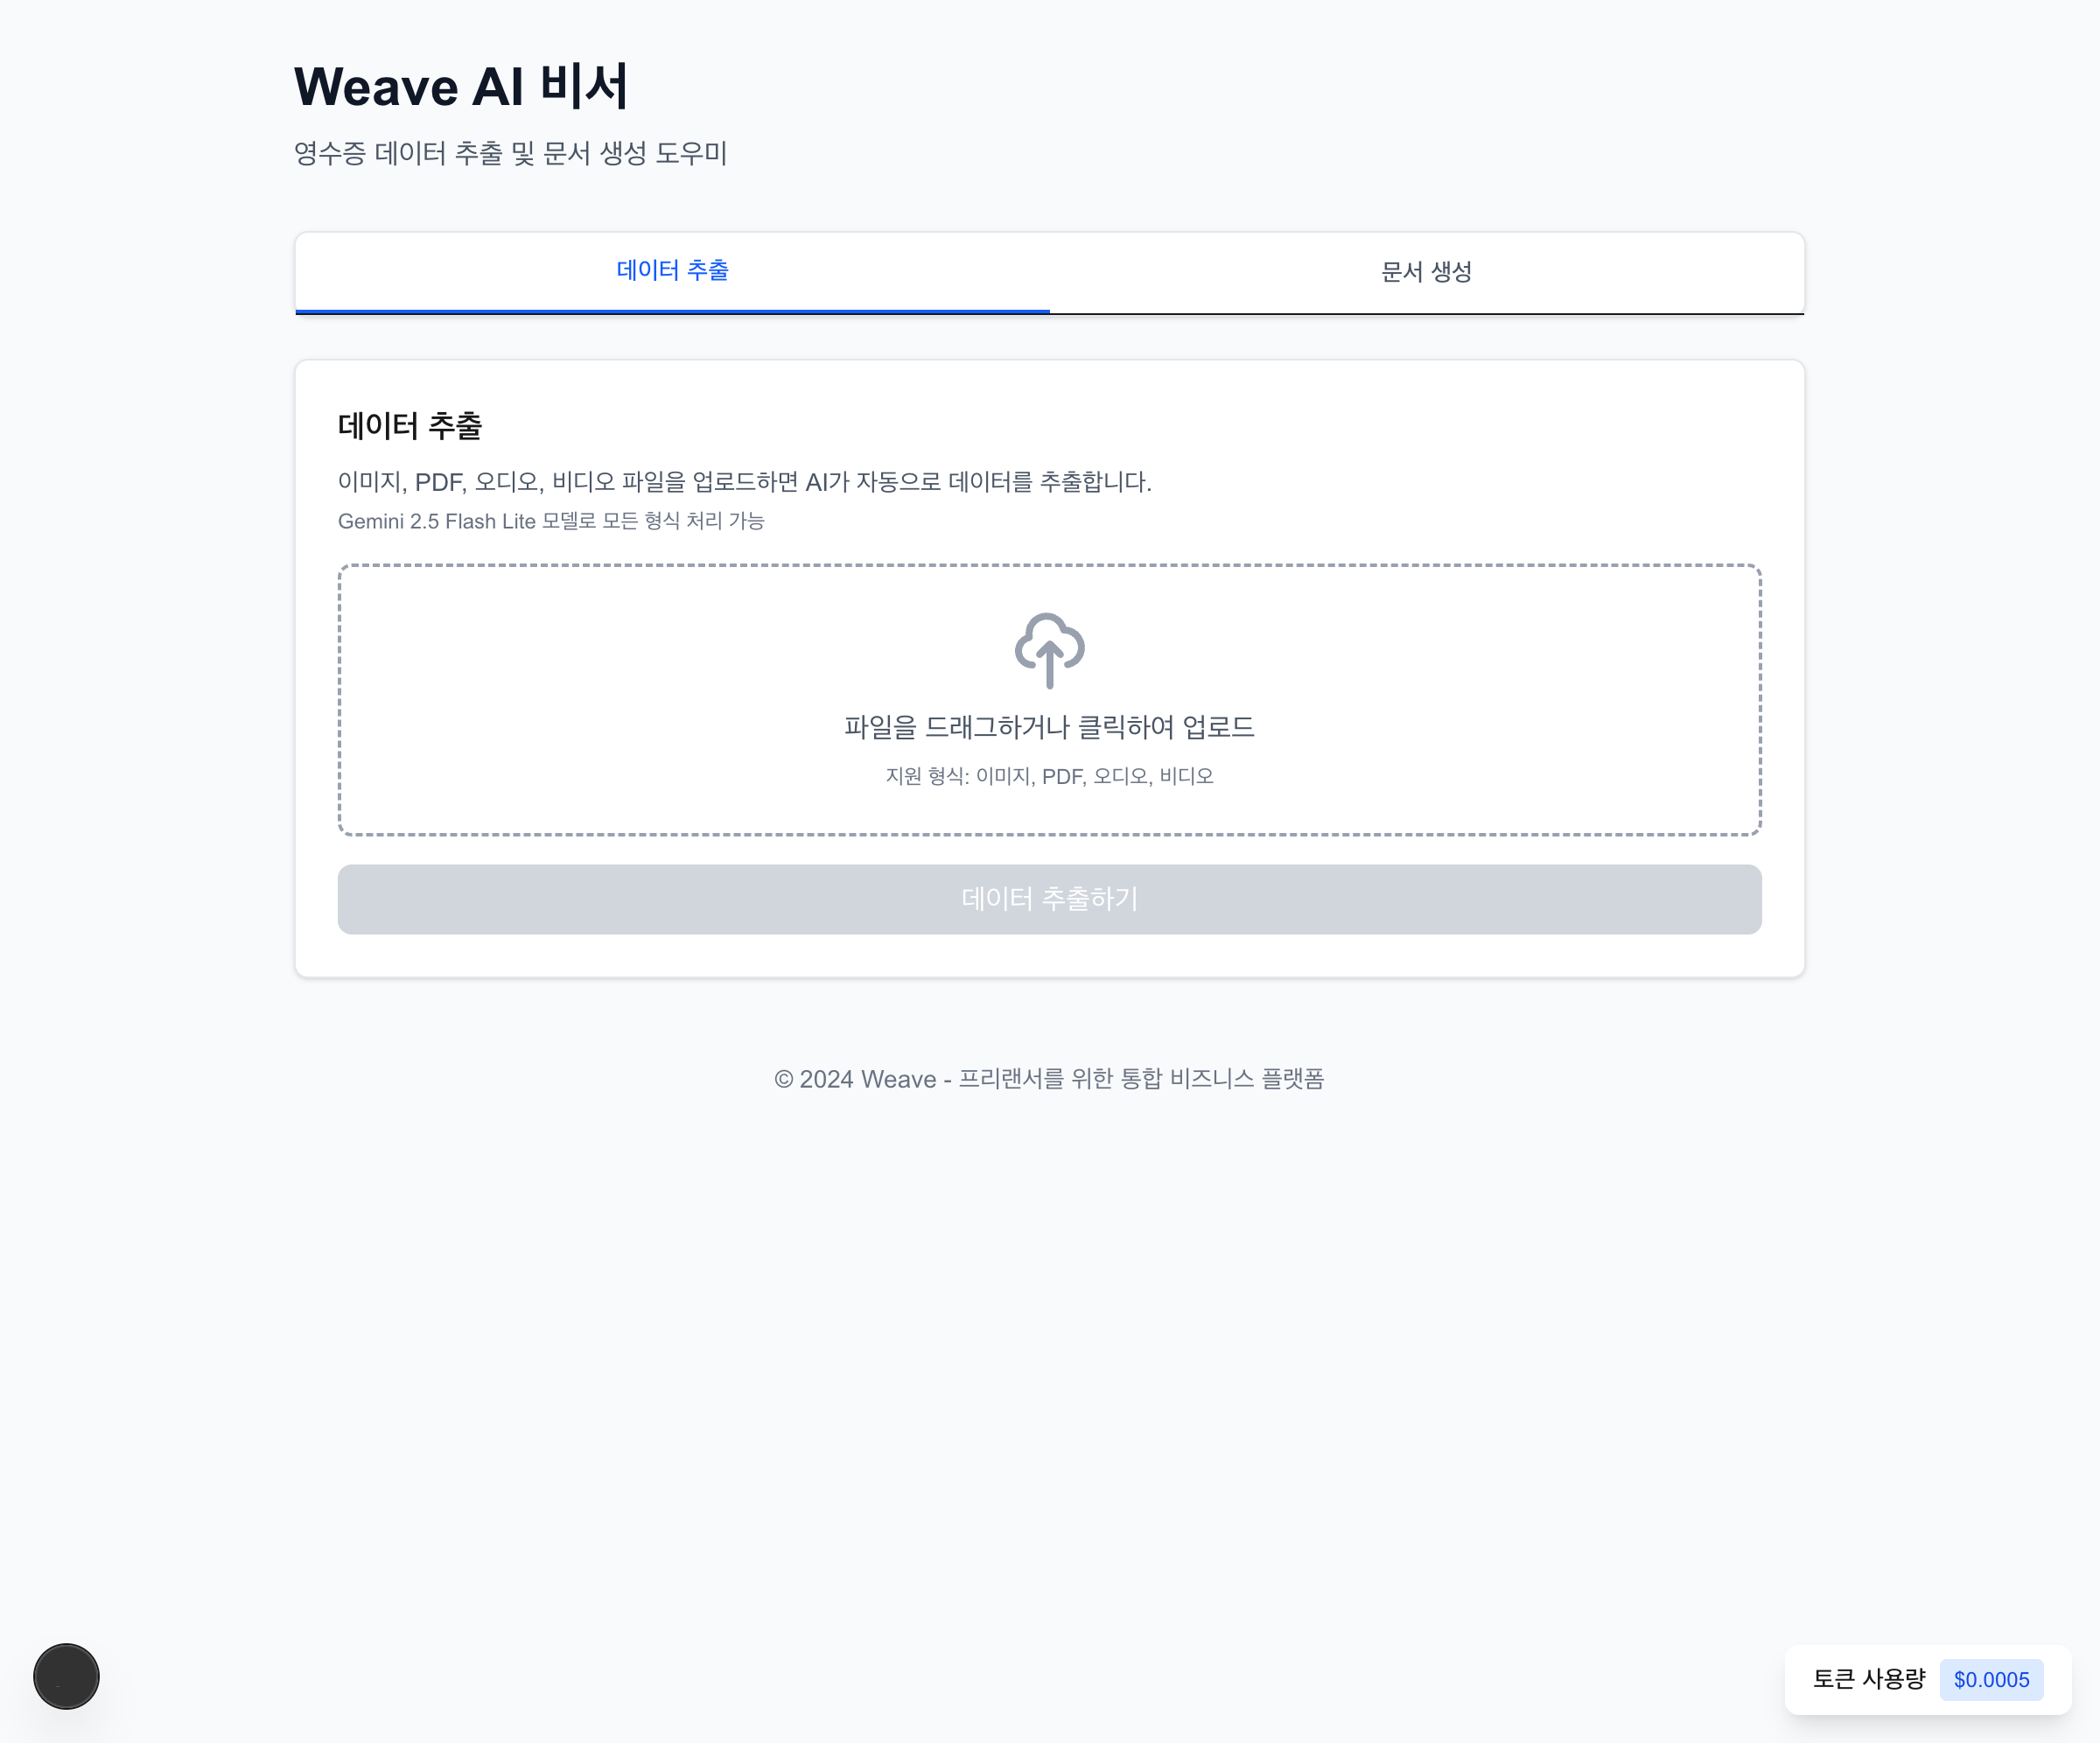 Weave AI 비서
영수증 데이터 추출 및 문서 생성 도우미
데이터 추출
문서 생성
데이터 추출
이미지, PDF, 오디오, 비디오 파일을 업로드하면 AI가 자동으로 데이터를 추출합니다.
Gemini 2.5 Flash Lite 모델로 모든 형식 처리 가능
파일을 드래그하거나 클릭하여 업로드
지원 형식: 이미지, PDF, 오디오, 비디오
데이터 추출하기
© 2024 Weave - 프리랜서를 위한 통합 비즈니스 플랫폼
토큰 사용량 $0.0005